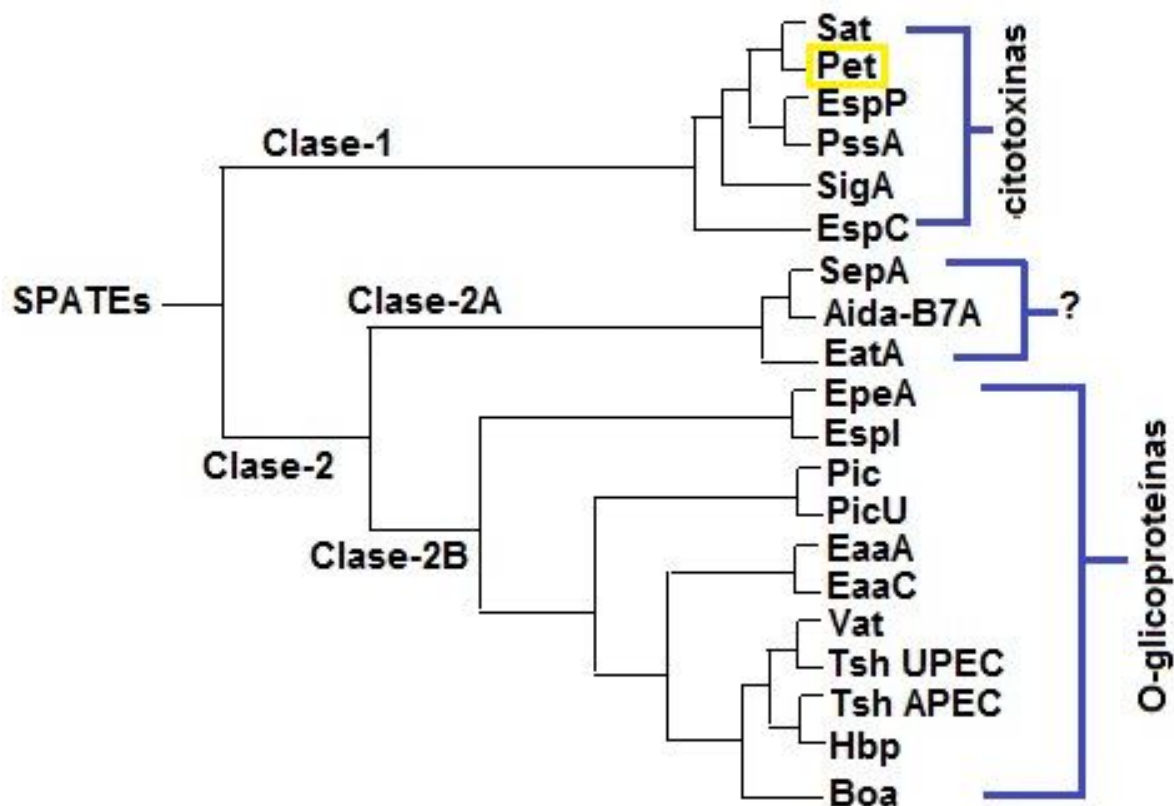 Sat
Pet
EspP
PssA
SigA
EspC
citotoxinas
Clase-1
SPATEs
Clase-2A
SepA
Aida-B7A
EatA
?
Clase-2
Clase-2B
EpeA
EspI
Pic
PicU
EaaA
EaaC
Vat
Tsh UPEC
Tsh APEC
Hbp
Boa
O-glicoproteínas